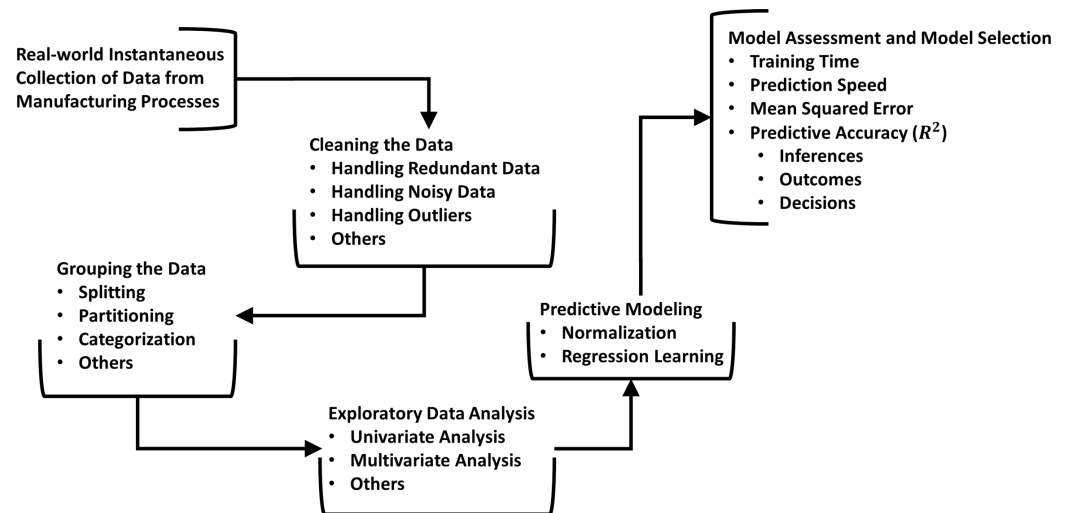 Real-world Instantaneous
Collection of Data from
Manufacturing Processes
Cleaning the Data
• Handling Redundant Data
• Handling Noisy Data
• Handling Outliers
• Others
Grouping the Data
• Splitting
• Partitioning
• Categorization
• Others
Exploratory Data Analysis
• Univariate Analysis
• Multivariate Analysis
• Others
Predictive Modeling
• Normalization
• Regression Learning
Model Assessment and Model Selection
• Training Time
• Prediction Speed
• Mean Squared Error
• Predictive Accuracy (R²)
• Inferences
• Outcomes
• Decisions